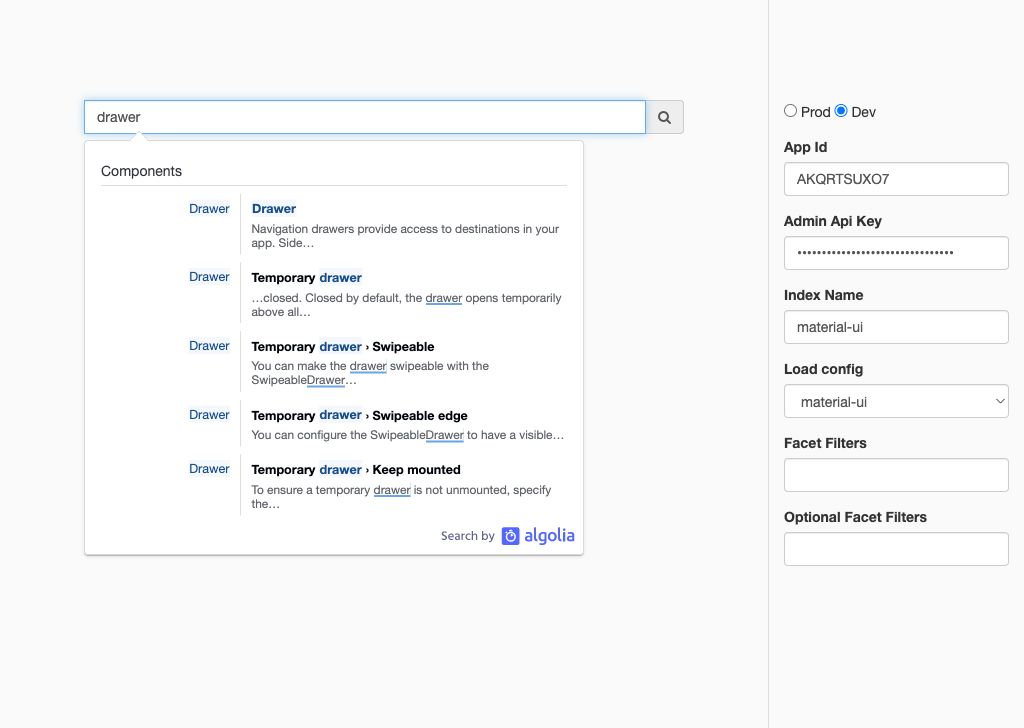 drawer
Components
Drawer
Drawer
Navigation drawers provide access to destinations in your
app. Side…
Drawer
Temporary drawer
…closed. Closed by default, the drawer opens temporarily
above all…
Drawer
Temporary drawer › Swipeable
You can make the drawer swipeable with the
SwipeableDrawer…
Drawer
Temporary drawer › Swipeable edge
You can configure the SwipeableDrawer to have a visible…
Drawer
Temporary drawer › Keep mounted
To ensure a temporary drawer is not unmounted, specify
the…
Search by algolia
Prod Dev
App Id
AKQRTSUXO7
Admin Api Key
••••••••••••••••••••••••••••••••
Index Name
material-ui
Load config
material-ui
Facet Filters
Optional Facet Filters